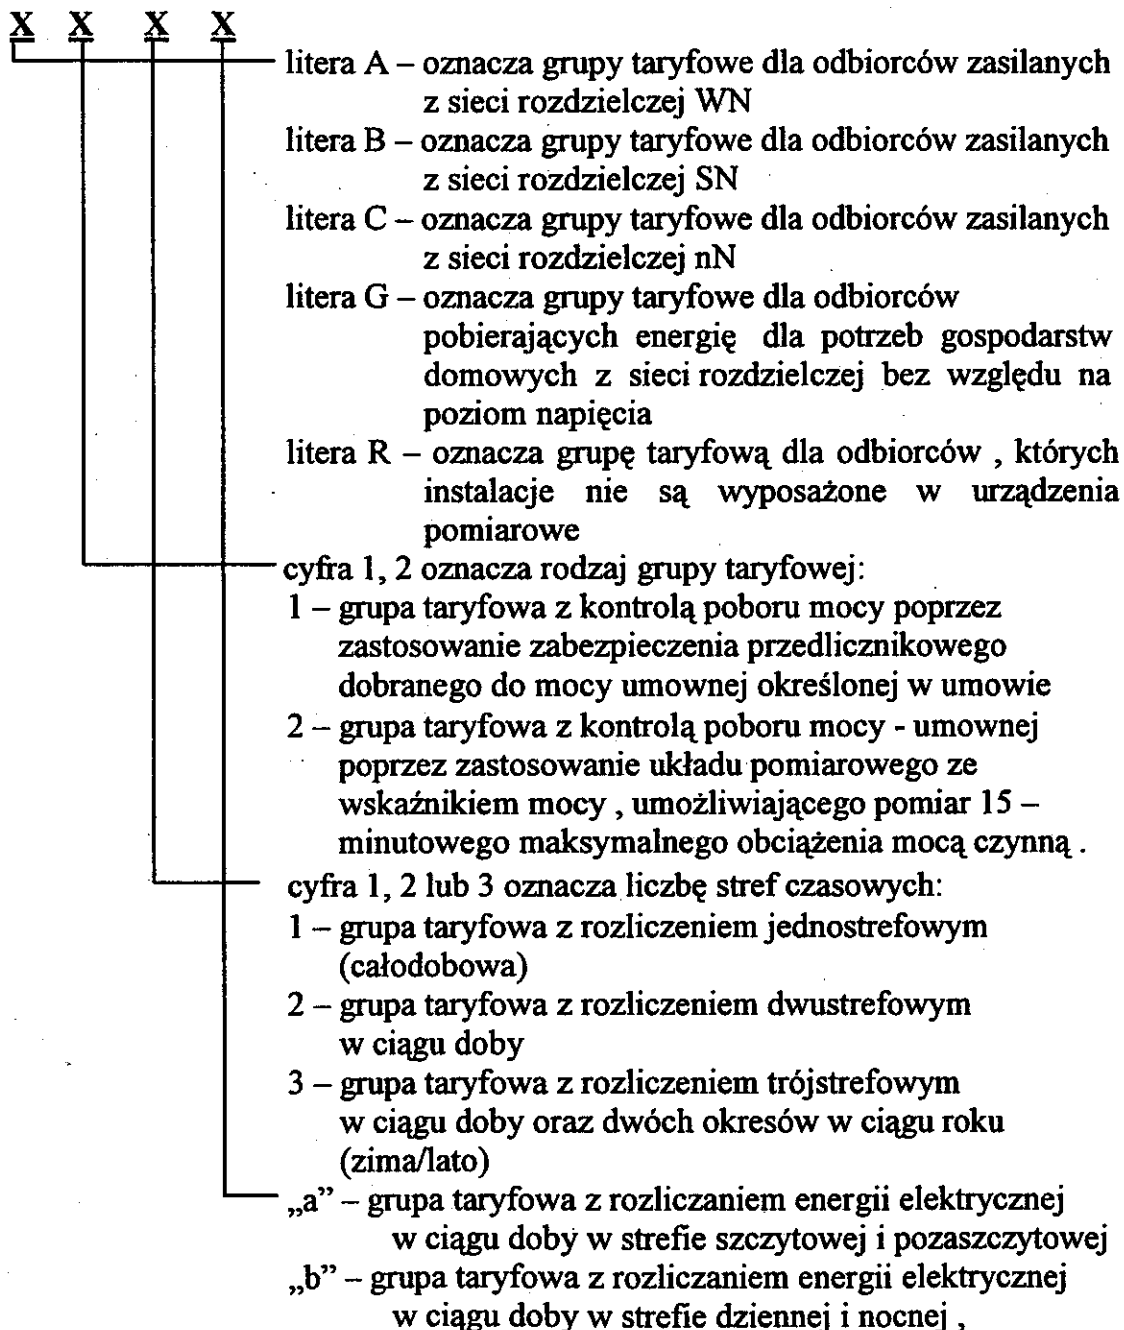 X X X X
litera A – oznacza grupy taryfowe dla odbiorców zasilanych
z sieci rozdzielczej WN
litera B – oznacza grupy taryfowe dla odbiorców zasilanych
z sieci rozdzielczej SN
litera C – oznacza grupy taryfowe dla odbiorców zasilanych
z sieci rozdzielczej nN
litera G – oznacza grupy taryfowe dla odbiorców
pobierających energię dla potrzeb gospodarstw
domowych z sieci rozdzielczej bez względu na
poziom napięcia
litera R – oznacza grupę taryfową dla odbiorców , których
instalacje nie są wyposażone w urządzenia
pomiarowe
cyfra 1, 2 oznacza rodzaj grupy taryfowej:
1 – grupa taryfowa z kontrolą poboru mocy poprzez
zastosowanie zabezpieczenia przedlicznikowego
dobranego do mocy umownej określonej w umowie
2 – grupa taryfowa z kontrolą poboru mocy - umownej
poprzez zastosowanie układu pomiarowego ze
wskaźnikiem mocy , umożliwiającego pomiar 15 –
minutowego maksymalnego obciążenia mocą czynną .
cyfra 1, 2 lub 3 oznacza liczbę stref czasowych:
1 – grupa taryfowa z rozliczeniem jednostrefowym
(całodobowa)
2 – grupa taryfowa z rozliczeniem dwustrefowym
w ciągu doby
3 – grupa taryfowa z rozliczeniem trójstrefowym
w ciągu doby oraz dwóch okresów w ciągu roku
(zima/lato)
„a” – grupa taryfowa z rozliczaniem energii elektrycznej
w ciągu doby w strefie szczytowej i pozaszczytowej
„b” – grupa taryfowa z rozliczaniem energii elektrycznej
w ciągu doby w strefie dziennej i nocnej ,